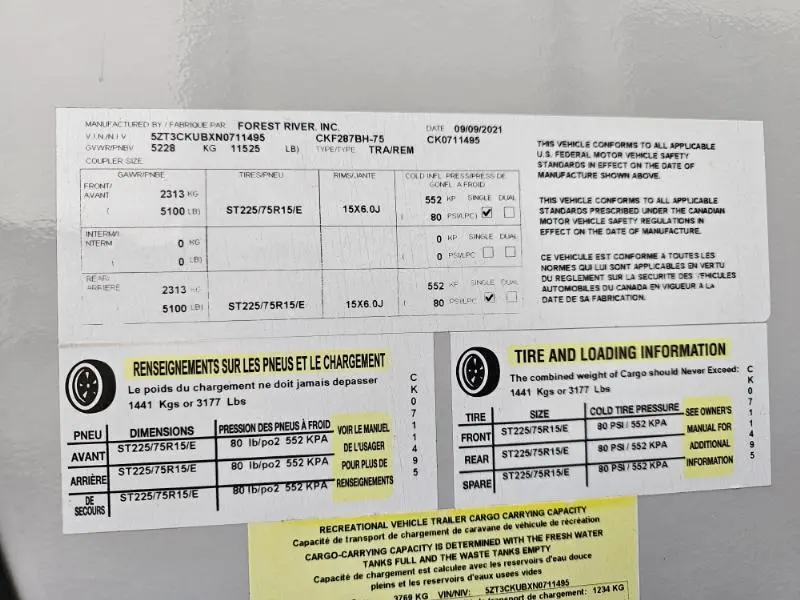 MANUFACTURED BY / FABRIQUE PAR FOREST RIVER, INC. DATE 09/09/2021
V.I.N/N.I.V 5ZT3CKUBXN0711495 CKF287BH-75 CK0711495
GVWR/PNBV 5228 KG 11525 LB) TYPE/TYPE TRA/REM
COUPLER SIZE
GAWR/PNBE TIRES/PNEU RIMS/JANTE COLD INFL. PRESS/PRESS DE GONFL. A FROID
FRONT/ AVANT 2313 KG 552 KP SINGLE DUAL
( 5100 LB) ST225/75R15/E 15X6.0J ( 80 PSI/LPC)
INTERM/ INTERM 0 KG 0 KP SINGLE DUAL
( 0 LB) 0 PSI/LPC
REAR/ ARRIERE 2313 KG 552 KP SINGLE DUAL
5100 LB) ST225/75R15/E 15X6.0J ( 80 PSI/LPC)
THIS VEHICLE CONFORMS TO ALL APPLICABLE
U.S. FEDERAL MOTOR VEHICLE SAFETY
STANDARDS IN EFFECT ON THE DATE OF
MANUFACTURE SHOWN ABOVE.
THIS VEHICLE CONFORMS TO ALL APPLICABLE
STANDARDS PRESCRIBED UNDER THE CANADIAN
MOTOR VEHICLE SAFETY REGULATIONS IN
EFFECT ON THE DATE OF MANUFACTURE.
CE VEHICULE EST CONFORME A TOUTES LES
NORMES QUI LUI SONT APPLICABLES EN VERTU
DU REGLEMENT SUR LA SECURITE DES VEHICULES
AUTOMOBILES DU CANADA EN VIGUEUR A LA
DATE DE SA FABRICATION.
RENSEIGNEMENTS SUR LES PNEUS ET LE CHARGEMENT
Le poids du chargement ne doit jamais depasser
1441 Kgs or 3177 Lbs
PNEU DIMENSIONS PRESSION DES PNEUS À FROID
AVANT ST225/75R15/E 80 lb/po2 552 KPA
ARRIÈRE ST225/75R15/E 80 lb/po2 552 KPA
DE SECOURS ST225/75R15/E 80 lb/po2 552 KPA
VOIR LE MANUEL
DE L'USAGER
POUR PLUS DE
RENSEIGNEMENTS
CK0711495
TIRE AND LOADING INFORMATION
The combined weight of Cargo should Never Exceed:
1441 Kgs or 3177 Lbs
TIRE SIZE COLD TIRE PRESSURE
FRONT ST225/75R15/E 80 PSI / 552 KPA
REAR ST225/75R15/E 80 PSI / 552 KPA
SPARE ST225/75R15/E 80 PSI / 552 KPA
SEE OWNER'S
MANUAL FOR
ADDITIONAL
INFORMATION
CK0711495
RECREATIONAL VEHICLE TRAILER CARGO CARRYING CAPACITY
Capacité de transport de chargement de caravane de véhicule de récréation
CARGO-CARRYING CAPACITY IS DETERMINED WITH THE FRESH WATER
TANKS FULL AND THE WASTE TANKS EMPTY
Capacité de chargement est calculee avec les reservoirs d'eau douce
pleins et les reservoirs d'eaux usées vides
3769 KG VIN/NIV: 5ZT3CKUBXN0711495
de transport de chargement: 1234 KG